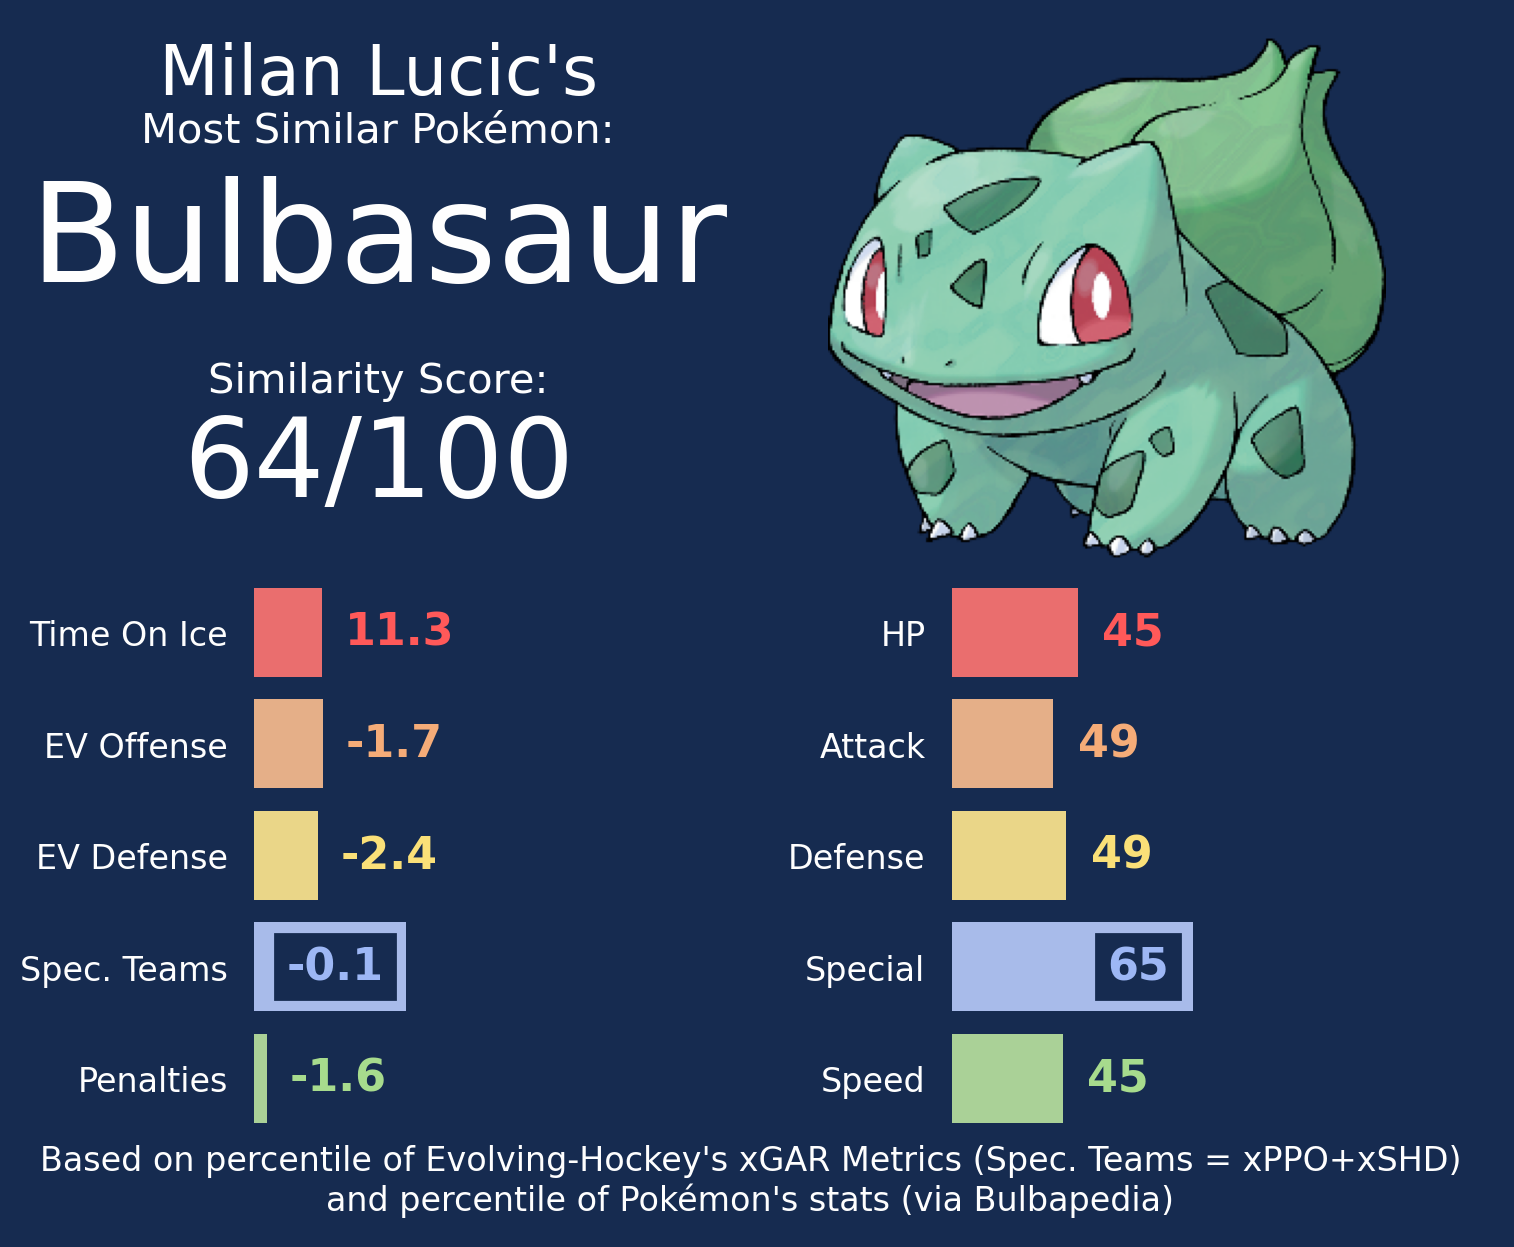 Milan Lucic's
Most Similar Pokémon:
Bulbasaur
Similarity Score:
64/100
Time On Ice 11.3
EV Offense -1.7
EV Defense -2.4
Spec. Teams -0.1
Penalties -1.6
HP 45
Attack 49
Defense 49
Special 65
Speed 45
Based on percentile of Evolving-Hockey's xGAR Metrics (Spec. Teams = xPPO+xSHD)
and percentile of Pokémon's stats (via Bulbapedia)